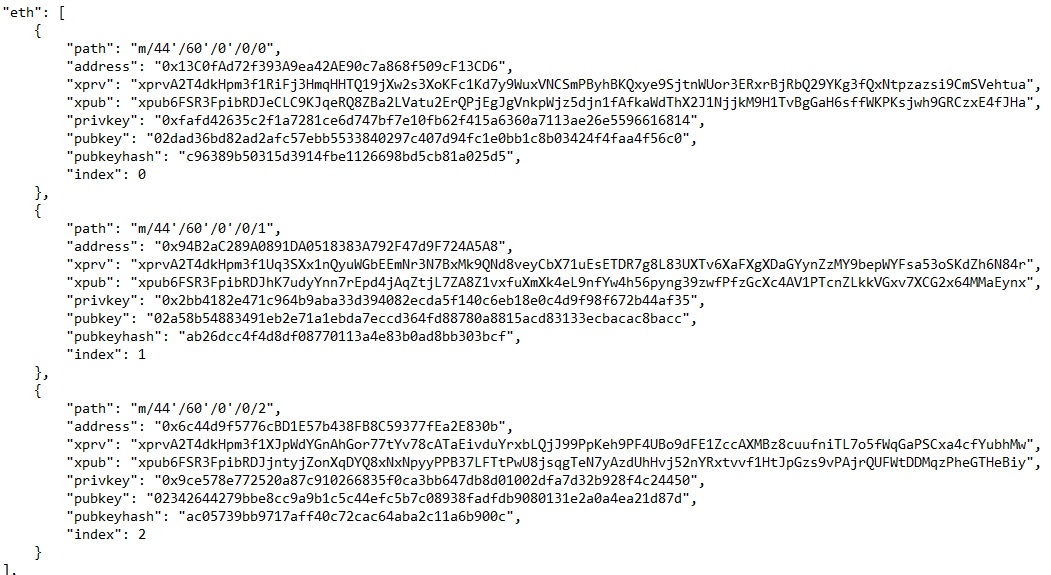 "eth": [
{
"path": "m/44'/60'/0'/0/0",
"address": "0x13C0fAd72f393A9ea42AE90c7a868f509cF13CD6",
"xprv": "xprvA2T4dkHpm3f1RiFj3HmqHHTQ19jXw2s3XoKFc1Kd7y9WuxVNCSmPByhBKQxye9SjtnWUor3ERxrBjRbQ29YKg3fQxNtpzazsi9CmSVehtua",
"xpub": "xpub6FSR3FpibRDJeCLC9KJqeRQ8ZBa2LVatu2ErQPjEgJgVnkpWjz5djn1fAfkaWdThX2J1NjjkM9H1TvBgGaH6sffWKPKsjwh9GRCzxE4fJHa",
"privkey": "0xfafd42635c2f1a7281ce6d747bf7e10fb62f415a6360a7113ae26e5596616814",
"pubkey": "02dad36bd82ad2afc57ebb5533840297c407d94fc1e0bb1c8b03424f4faa4f56c0",
"pubkeyhash": "c96389b50315d3914fbe1126698bd5cb81a025d5",
"index": 0
},
{
"path": "m/44'/60'/0'/0/1",
"address": "0x94B2aC289A0891DA0518383A792F47d9F724A5A8",
"xprv": "xprvA2T4dkHpm3f1Uq3SXx1nQyuWGbEEmNr3N7BxMk9QNd8veyCbX71uEsETDR7g8L83UXTv6XaFXgXDaGYynZzMY9bepWYFsa53oSKdZh6N84r",
"xpub": "xpub6FSR3FpibRDJhK7udyYnn7rEpd4jAqZtjL7ZA8Z1vxfuXmXk4eL9nfYw4h56pyng39zwfPfzGcXc4AV1PTcnZLkkVGxv7XCG2x64MMaEynx",
"privkey": "0x2bb4182e471c964b9aba33d394082ecda5f140c6eb18e0c4d9f98f672b44af35",
"pubkey": "02a58b54883491eb2e71a1ebda7eccd364fd88780a8815acd83133ecbacac8bacc",
"pubkeyhash": "ab26dcc4f4d8df08770113a4e83b0ad8bb303bcf",
"index": 1
},
{
"path": "m/44'/60'/0'/0/2",
"address": "0x6c44d9f5776cBD1E57b438FB8C59377fEa2E830b",
"xprv": "xprvA2T4dkHpm3f1XJpWdYGnAhGor77tYv78cATaEivduYrxbLQjJ99PpKeh9PF4UBo9dFE1ZccAXMBz8cuufniTL7o5fWqGaPSCxa4cfYubhMw",
"xpub": "xpub6FSR3FpibRDJjntyjZonXqDYQ8xNxNpyyPPB37LFTtPwU8jsqgTeN7yAzdUhHvj52nYRxtvvf1HtJpGzs9vPAjrQUFWtDDMqzPheGTHeBiy",
"privkey": "0x9ce578e772520a87c910266835f0ca3bb647db8d01002dfa7d32b928f4c24450",
"pubkey": "02342644279bbe8cc9a9b1c5c44efc5b7c08938fadfdb9080131e2a0a4ea21d87d",
"pubkeyhash": "ac05739bb9717aff40c72cac64aba2c11a6b900c",
"index": 2
}
],